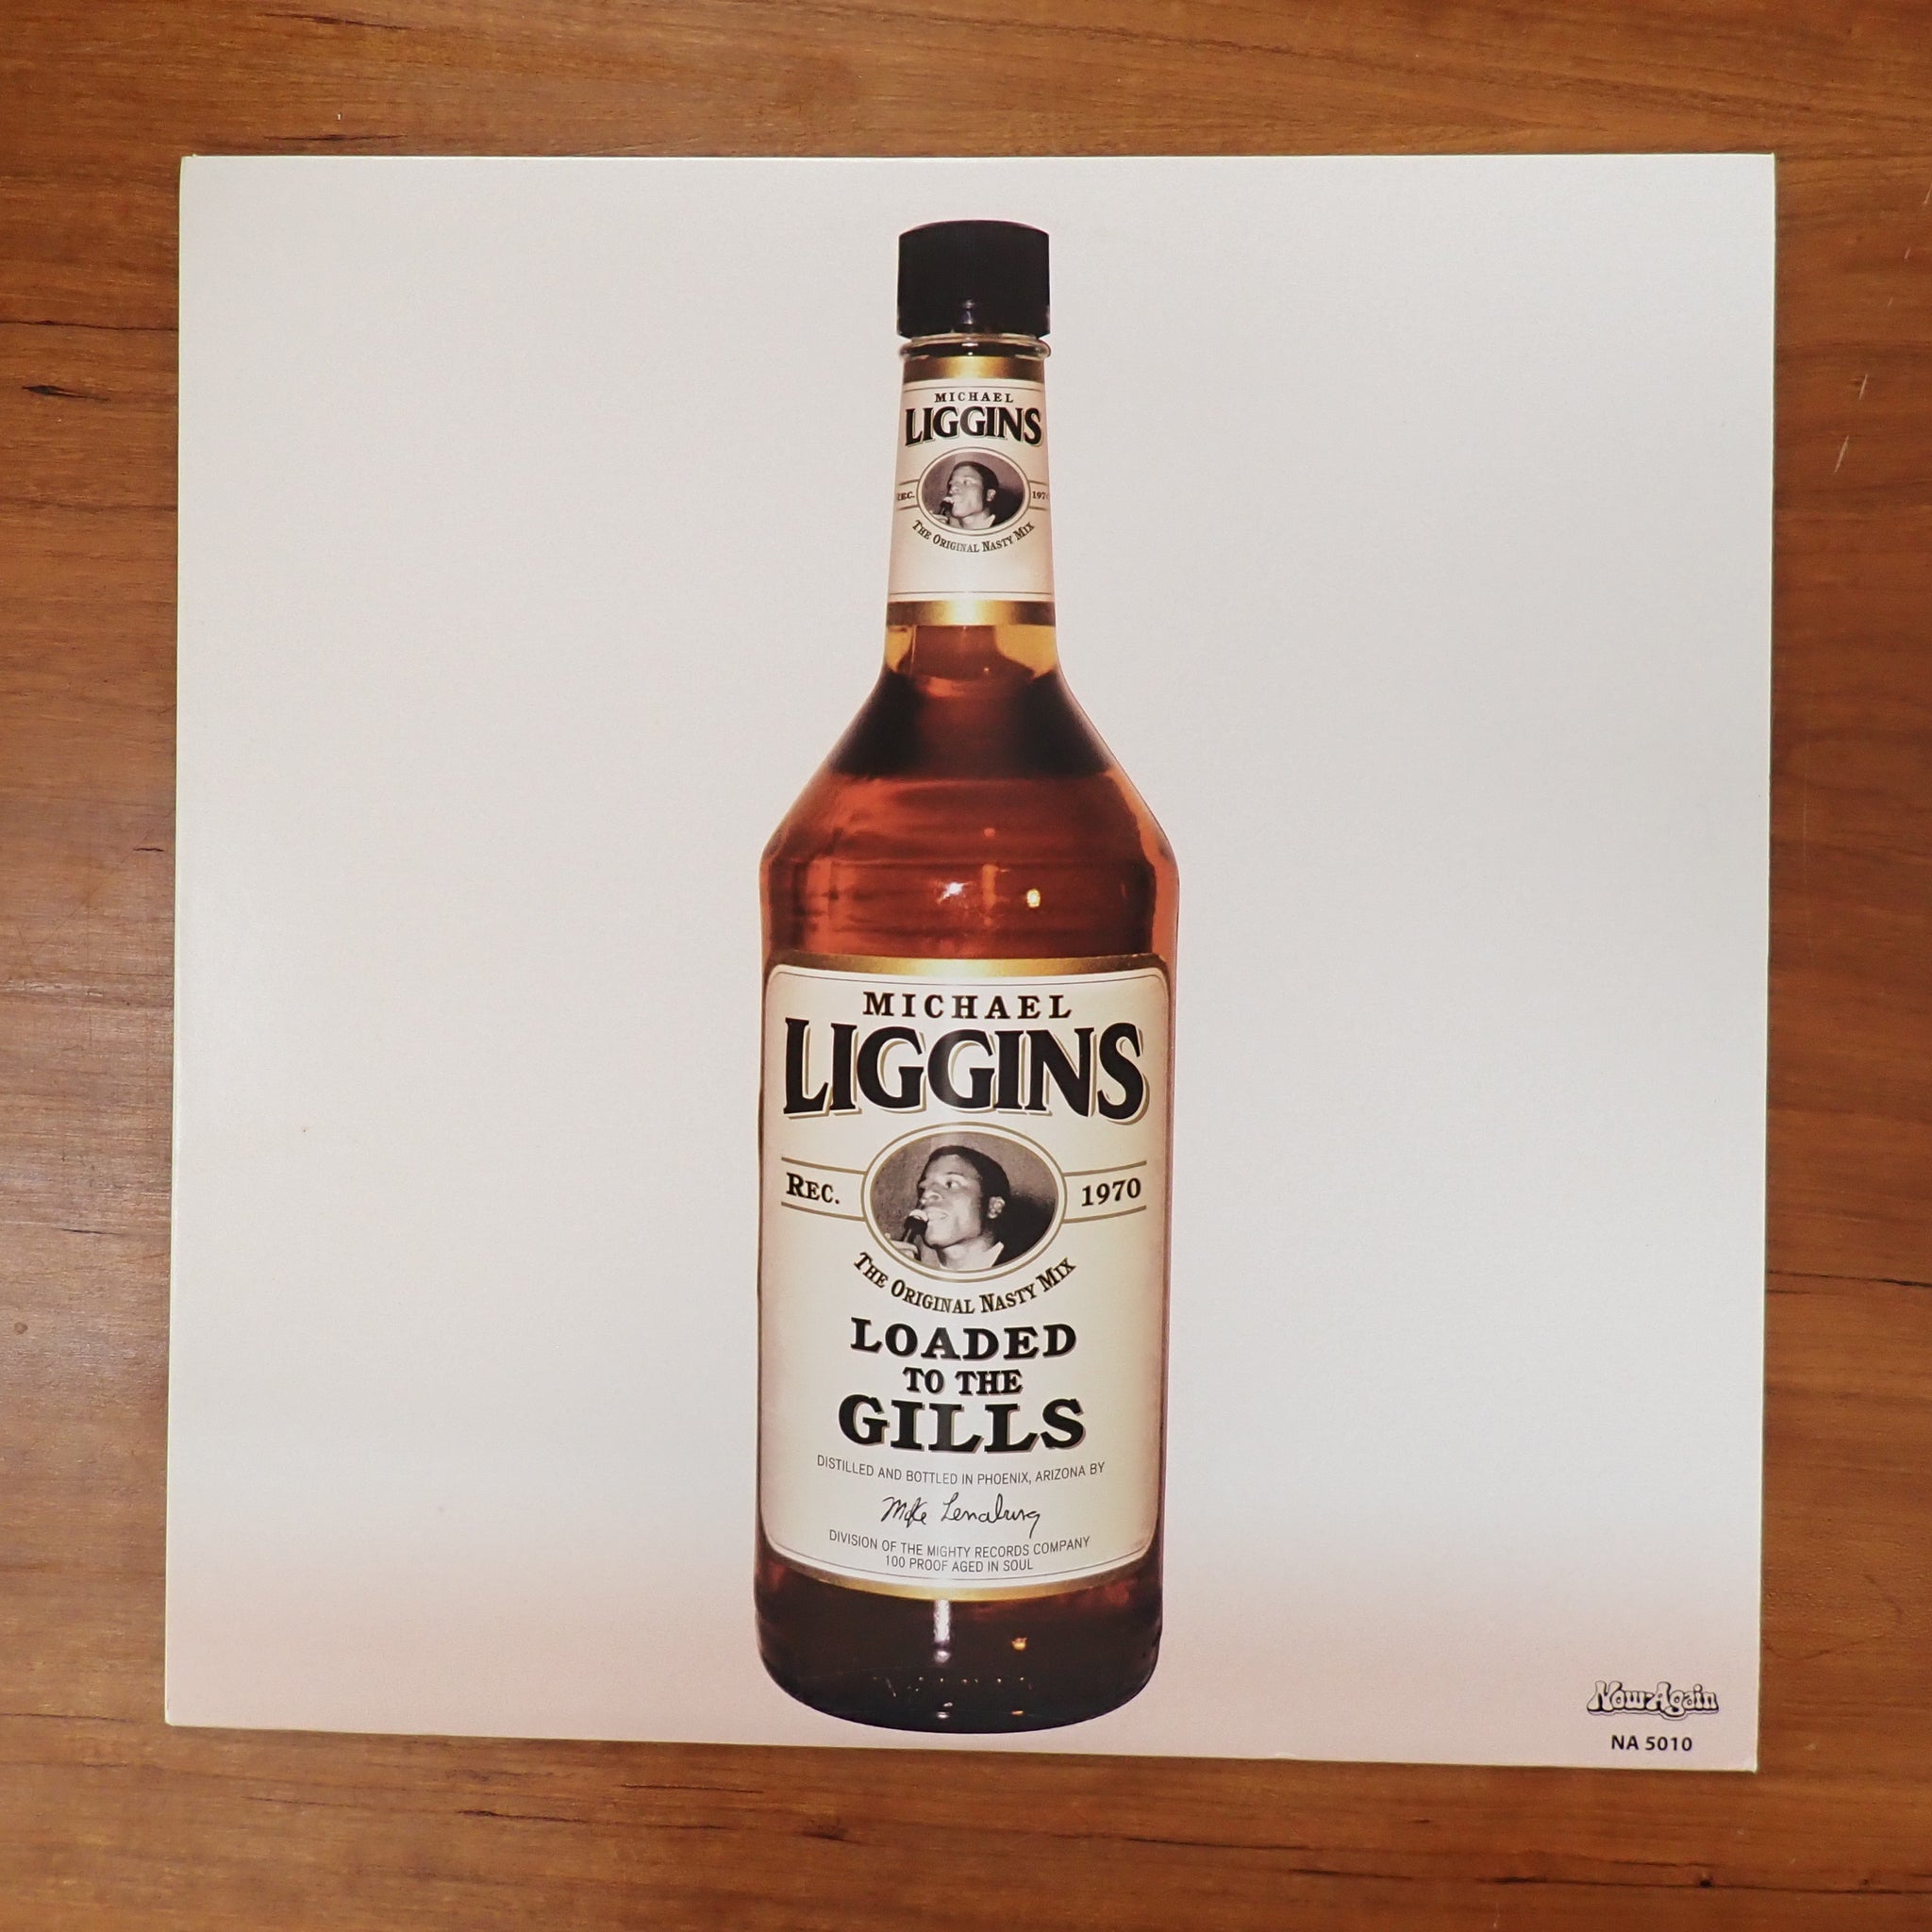 MICHAEL
LIGGINS
REC. 197
THE ORIGINAL NASTY MIX
MICHAEL
LIGGINS
REC. 1970
THE ORIGINAL NASTY MIX
LOADED
TO THE
GILLS
DISTILLED AND BOTTLED IN PHOENIX, ARIZONA BY
Mike Lenaburg
DIVISION OF THE MIGHTY RECORDS COMPANY
100 PROOF AGED IN SOUL
Now-Again
NA 5010